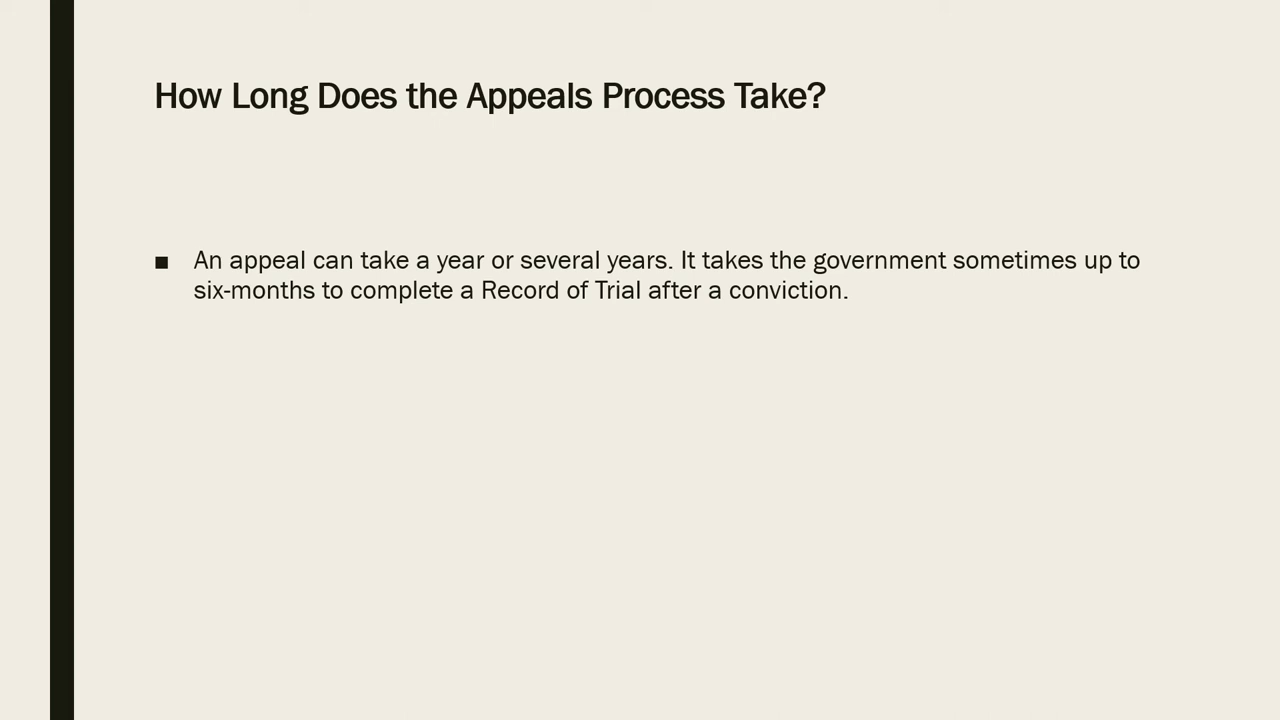 How Long Does the Appeals Process Take?
■ An appeal can take a year or several years. It takes the government sometimes up to
six-months to complete a Record of Trial after a conviction.